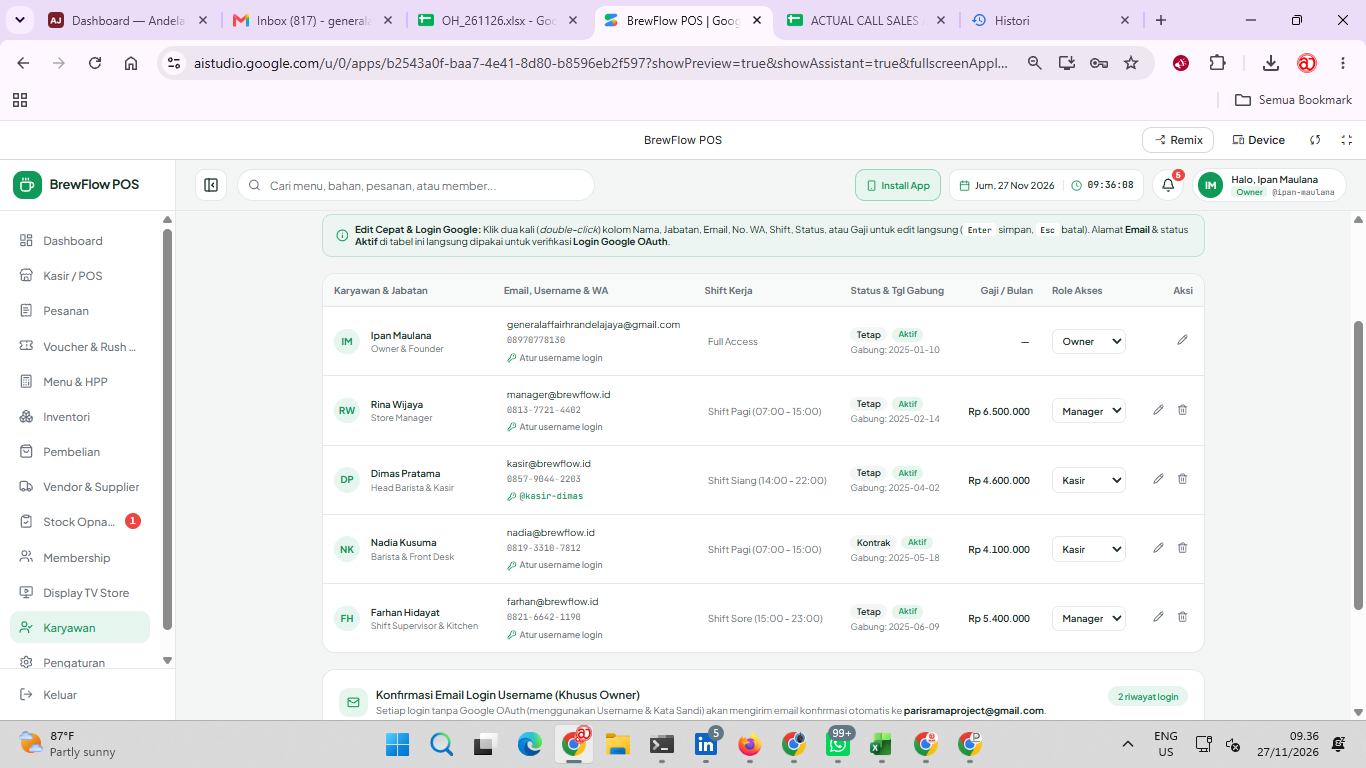 Dashboard — Andela
Inbox (817) - generala
OH_261126.xlsx - Goo
BrewFlow POS | Goog
ACTUAL CALL SALES
Histori
aistudio.google.com/u/0/apps/b2543a0f-baa7-4e41-8d80-b8596eb2f597?showPreview=true&showAssistant=true&fullscreenAppl...
Semua Bookmark
BrewFlow POS
Remix
Device
BrewFlow POS
Cari menu, bahan, pesanan, atau member...
Install App
Jum, 27 Nov 2026
09:36:08
5
IM
Halo, Ipan Maulana
Owner @ipan-maulana
Dashboard
Kasir / POS
Pesanan
Voucher & Rush ...
Menu & HPP
Inventori
Pembelian
Vendor & Supplier
Stock Opna... 1
Membership
Display TV Store
Karyawan
Pengaturan
Keluar
Edit Cepat & Login Google: Klik dua kali (double-click) kolom Nama, Jabatan, Email, No. WA, Shift, Status, atau Gaji untuk edit langsung ( Enter simpan, Esc batal). Alamat Email & status
Aktif di tabel ini langsung dipakai untuk verifikasi Login Google OAuth.
Karyawan & Jabatan Email, Username & WA Shift Kerja Status & Tgl Gabung Gaji / Bulan Role Akses Aksi
IM
Ipan Maulana
Owner & Founder
generalaffairhrandelajaya@gmail.com
08970778130
Atur username login
Full Access
Tetap Aktif
Gabung: 2025-01-10
—
Owner
RW
Rina Wijaya
Store Manager
manager@brewflow.id
0813-7721-4402
Atur username login
Shift Pagi (07:00 - 15:00)
Tetap Aktif
Gabung: 2025-02-14
Rp 6.500.000
Manager
DP
Dimas Pratama
Head Barista & Kasir
kasir@brewflow.id
0857-9044-2203
@kasir-dimas
Shift Siang (14:00 - 22:00)
Tetap Aktif
Gabung: 2025-04-02
Rp 4.600.000
Kasir
NK
Nadia Kusuma
Barista & Front Desk
nadia@brewflow.id
0819-3310-7812
Atur username login
Shift Pagi (07:00 - 15:00)
Kontrak Aktif
Gabung: 2025-05-18
Rp 4.100.000
Kasir
FH
Farhan Hidayat
Shift Supervisor & Kitchen
farhan@brewflow.id
0821-6642-1190
Atur username login
Shift Sore (15:00 - 23:00)
Tetap Aktif
Gabung: 2025-06-09
Rp 5.400.000
Manager
Konfirmasi Email Login Username (Khusus Owner)
Setiap login tanpa Google OAuth (menggunakan Username & Kata Sandi) akan mengirim email konfirmasi otomatis ke parisramaproject@gmail.com.
2 riwayat login
87°F
Partly sunny
5
99+
ENG
US
09.36
27/11/2026